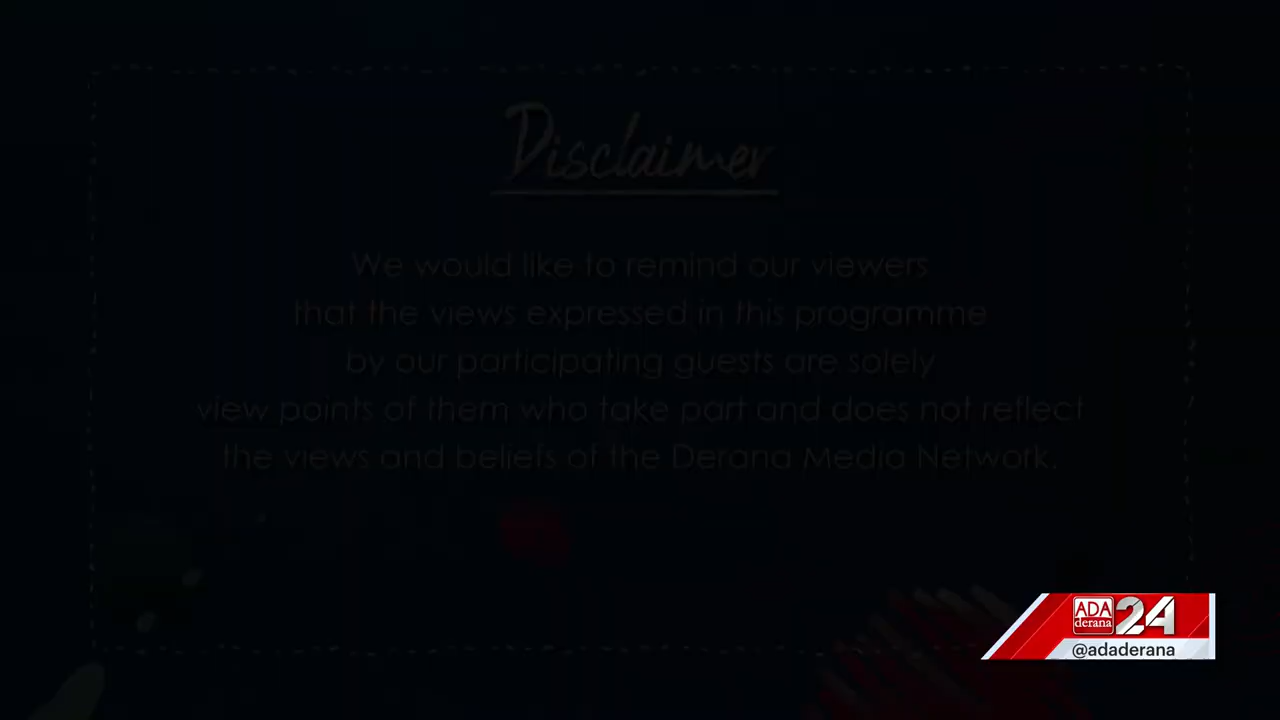 Disclaimer
We would like to remind our viewers
that the views expressed in this programme
by our participating guests are solely
view points of them who take part and does not reflect
the views and beliefs of the Derana Media Network.
ADA
derana
24
@adaderana